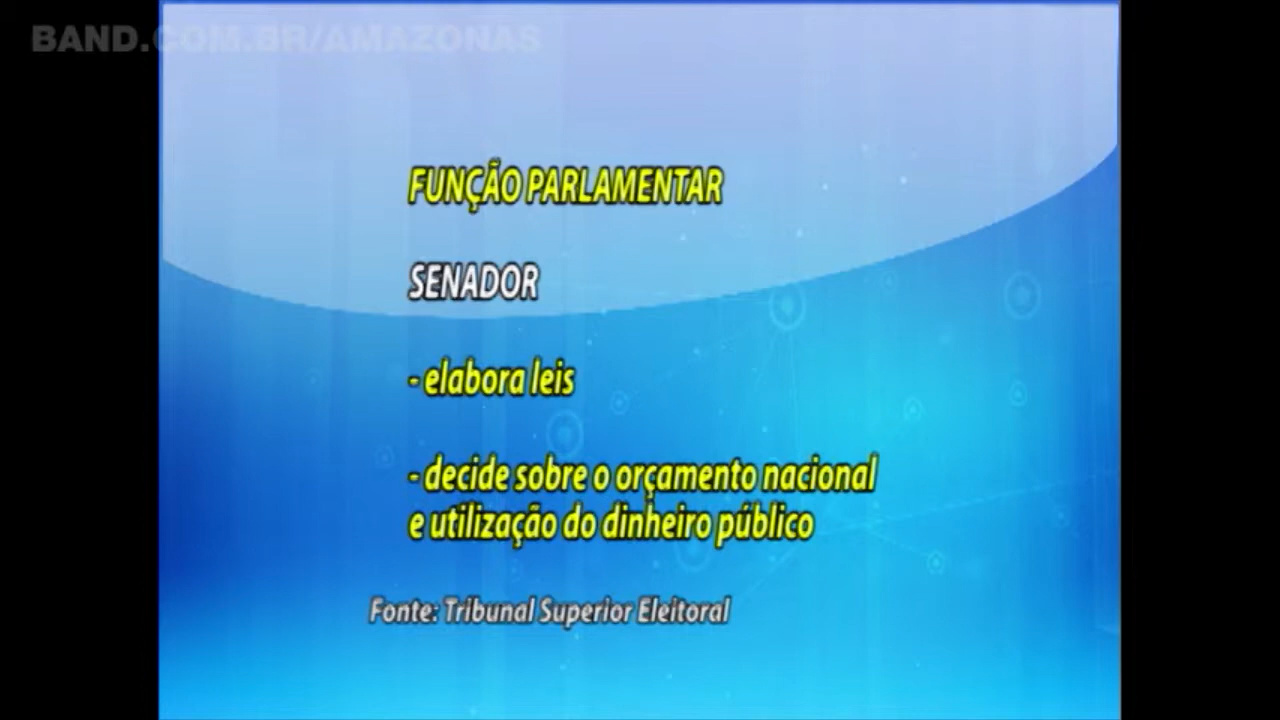 BAND.COM.BR/AMAZONAS
FUNÇÃO PARLAMENTAR
SENADOR
- elabora leis
- decide sobre o orçamento nacional
e utilização do dinheiro público
Fonte: Tribunal Superior Eleitoral